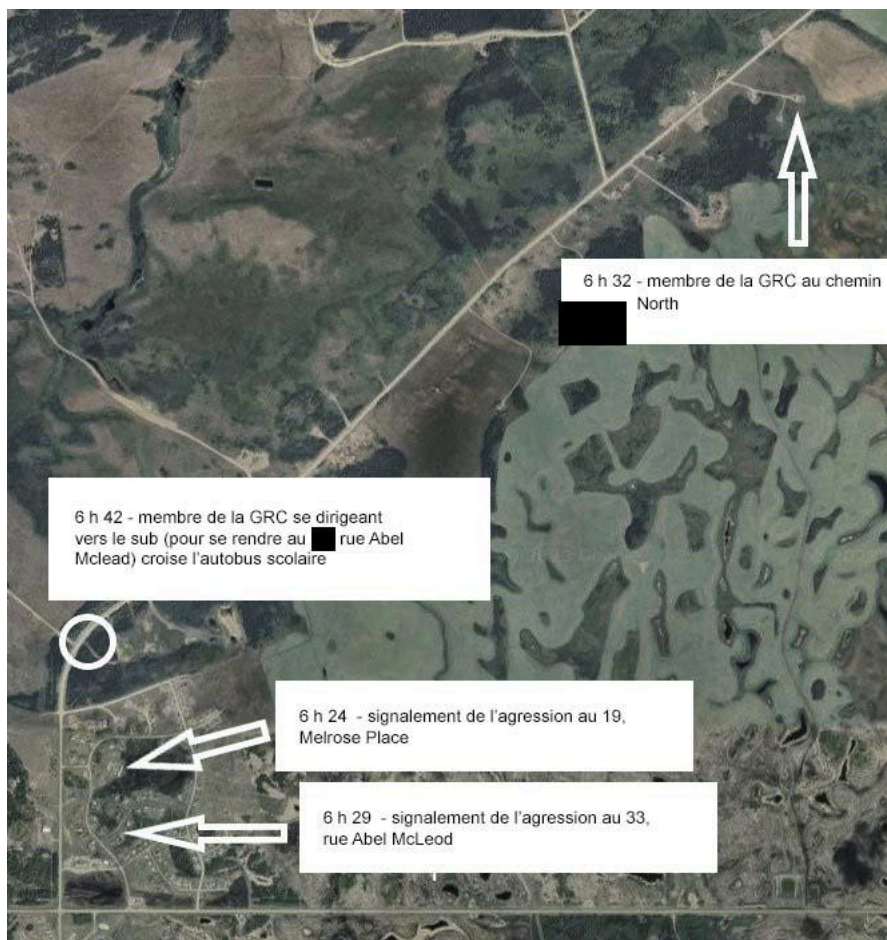 6 h 32 - membre de la GRC au chemin
North
6 h 42 - membre de la GRC se dirigeant
vers le sub (pour se rendre au rue Abel
Mclead) croise l'autobus scolaire
6 h 24 - signalement de l'agression au 19,
Melrose Place
6 h 29 - signalement de l'agression au 33,
rue Abel McLeod